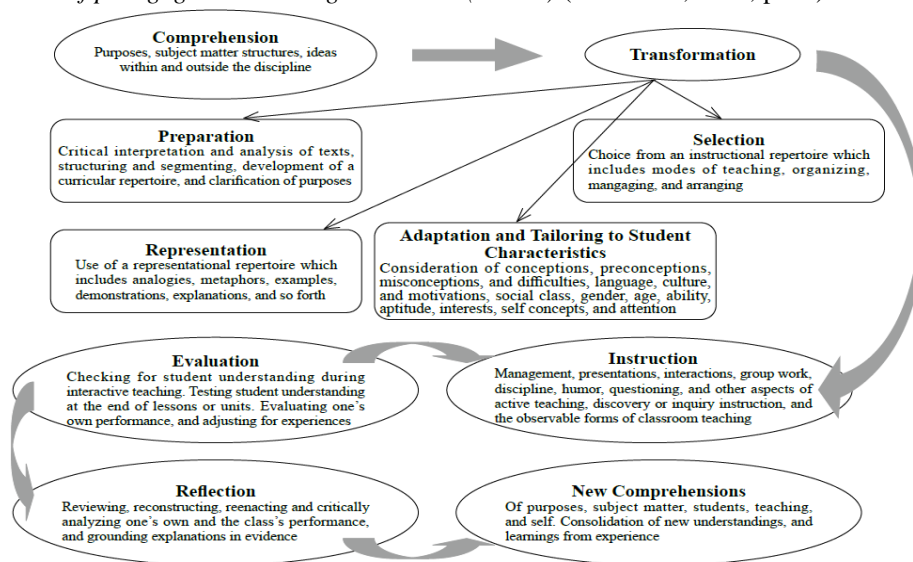 Comprehension
Purposes, subject matter structures, ideas
within and outside the discipline
Transformation
Preparation
Critical interpretation and analysis of texts,
structuring and segmenting, development of a
curricular repertoire, and clarification of purposes
Selection
Choice from an instructional repertoire which
includes modes of teaching, organizing,
mangaging, and arranging
Representation
Use of a representational repertoire which
includes analogies, metaphors, examples,
demonstrations, explanations, and so forth
Adaptation and Tailoring to Student
Characteristics
Consideration of conceptions, preconceptions,
misconceptions, and difficulties, language, culture,
and motivations, social class, gender, age, ability,
aptitude, interests, self concepts, and attention
Evaluation
Checking for student understanding during
interactive teaching. Testing student understanding
at the end of lessons or units. Evaluating one's
own performance, and adjusting for experiences
Instruction
Management, presentations, interactions, group work,
discipline, humor, questioning, and other aspects of
active teaching, discovery or inquiry instruction, and
the observable forms of classroom teaching
Reflection
Reviewing, reconstructing, reenacting and critically
analyzing one's own and the class's performance,
and grounding explanations in evidence
New Comprehensions
Of purposes, subject matter, students, teaching,
and self. Consolidation of new understandings, and
learnings from experience